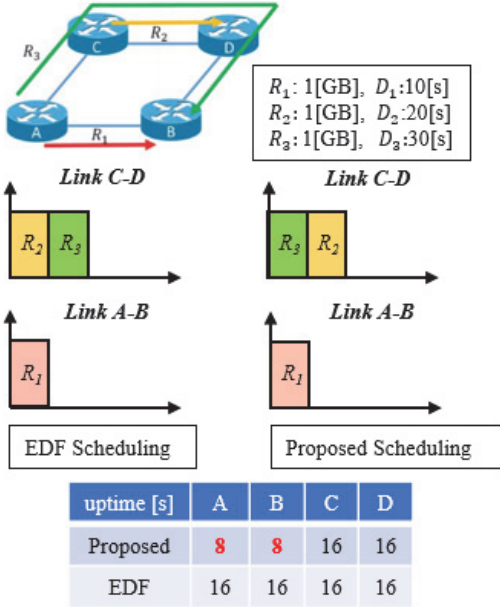 C
R₂
D
R₃
A
R₁
B
R₁: 1[GB], D₁:10[s]
R₂: 1[GB], D₂:20[s]
R₃: 1[GB], D₃:30[s]
Link C-D
Link C-D
R₂ R₃
R₃ R₂
Link A-B
Link A-B
R₁
R₁
EDF Scheduling
Proposed Scheduling
uptime [s] A B C D
Proposed 8 8 16 16
EDF 16 16 16 16